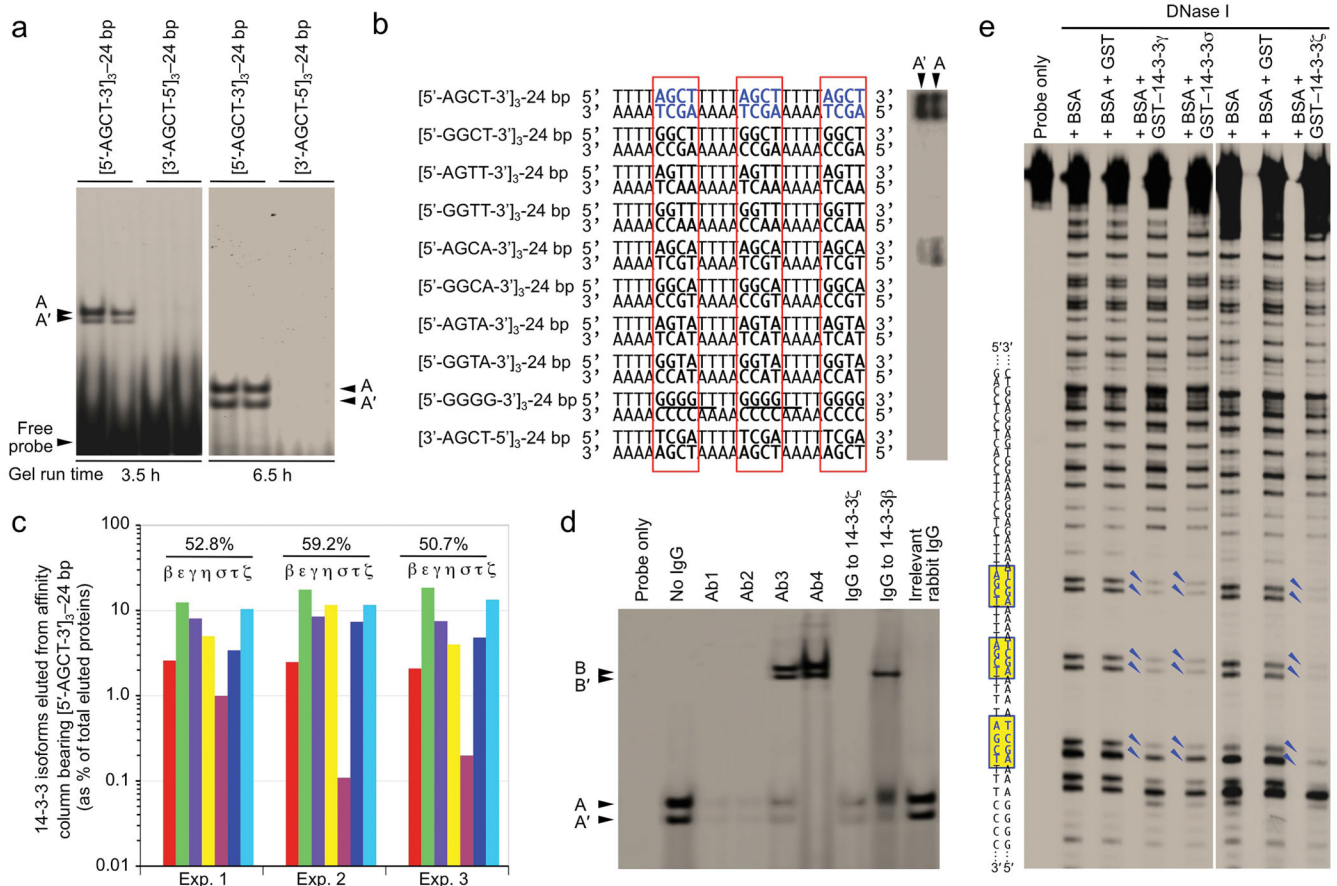 a
[5′-AGCT-3′]3–24 bp
[3′-AGCT-5′]3–24 bp
[5′-AGCT-3′]3–24 bp
[3′-AGCT-5′]3–24 bp
A
A′
A
A′
Free probe
Gel run time 3.5 h 6.5 h
b
A′ A
[5′-AGCT-3′]3-24 bp 5’ TTTTAGCTTTTTAGCTTTTTAGCT 3’
3’ AAAATCGAAAAATCGAAAAATCGA 5’
[5′-GGCT-3′]3-24 bp 5’ TTTTGGCTTTTTGGCTTTTTGGCT 3’
3’ AAAACCGAAAAACCGAAAAACCGA 5’
[5′-AGTT-3′]3-24 bp 5’ TTTTAGTTTTTTAGTTTTTTAGTT 3’
3’ AAAATCAAAAAATCAAAAAATCAA 5’
[5′-GGTT-3′]3-24 bp 5’ TTTTGGTTTTTTGGTTTTTTGGTT 3’
3’ AAAACCAAAAAACCAAAAAACCAA 5’
[5′-AGCA-3′]3-24 bp 5’ TTTTAGCATTTTAGCATTTTAGCA 3’
3’ AAAATCGTAAAATCGTAAAATCGT 5’
[5′-GGCA-3′]3-24 bp 5’ TTTTGGCATTTTGGCATTTTGGCA 3’
3’ AAAACCGTAAAACCGTAAAACCGT 5’
[5′-AGTA-3′]3-24 bp 5’ TTTTAGTATTTTAGTATTTTAGTA 3’
3’ AAAATCATAAAATCATAAAATCAT 5’
[5′-GGTA-3′]3-24 bp 5’ TTTTGGTATTTTGGTATTTTGGTA 3’
3’ AAAACCATAAAACCATAAAACCAT 5’
[5′-GGGG-3′]3-24 bp 5’ TTTTGGGGTTTTGGGGTTTTGGGG 3’
3’ AAAACCCCAAAACCCCAAAACCCC 5’
[3′-AGCT-5′]3-24 bp 5’ TTTTTCGATTTTTCGATTTTTCGA 3’
3’ AAAAAGCTAAAAAGCTAAAAAGCT 5’
c
14-3-3 isoforms eluted from affinity
column bearing [5′-AGCT-3′]3–24 bp
(as % of total eluted proteins)
100
10
1.0
0.1
0.01
52.8% 59.2% 50.7%
β ε γ η σ τ ζ β ε γ η σ τ ζ β ε γ η σ τ ζ
Exp. 1 Exp. 2 Exp. 3
d
Probe only
No IgG
Ab1
Ab2
Ab3
Ab4
IgG to 14-3-3ζ
IgG to 14-3-3β
Irrelevant
rabbit IgG
B
B′
A
A′
e
DNase I
Probe only
+ BSA
+ BSA + GST
+ BSA +
GST–14-3-3γ
+ BSA +
GST–14-3-3σ
+ BSA
+ BSA + GST
+ BSA +
GST–14-3-3ζ
5′3′
3′5′